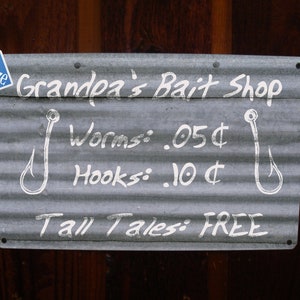 Grandpa's Bait Shop
Worms: .05¢
Hooks: .10¢
Tall Tales: FREE